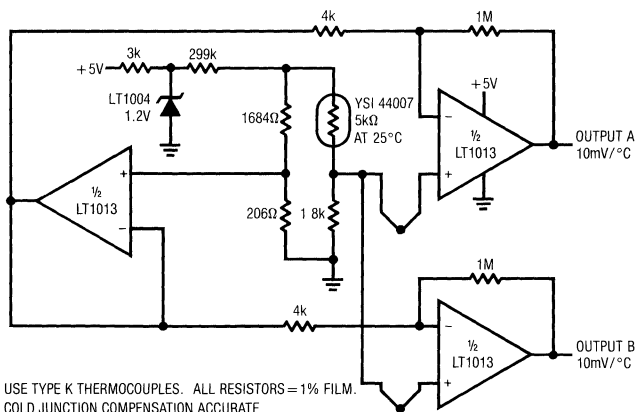 4k
1M
3k
299k
+5V
LT1004
1.2V
1684Ω
YSI 44007
5kΩ
AT 25°C
+5V
−
½
LT1013
+
OUTPUT A
10mV/°C
½
LT1013
+
−
206Ω
1 8k
1M
4k
−
½
LT1013
+
OUTPUT B
10mV/°C
USE TYPE K THERMOCOUPLES. ALL RESISTORS = 1% FILM.
COLD JUNCTION COMPENSATION ACCURATE